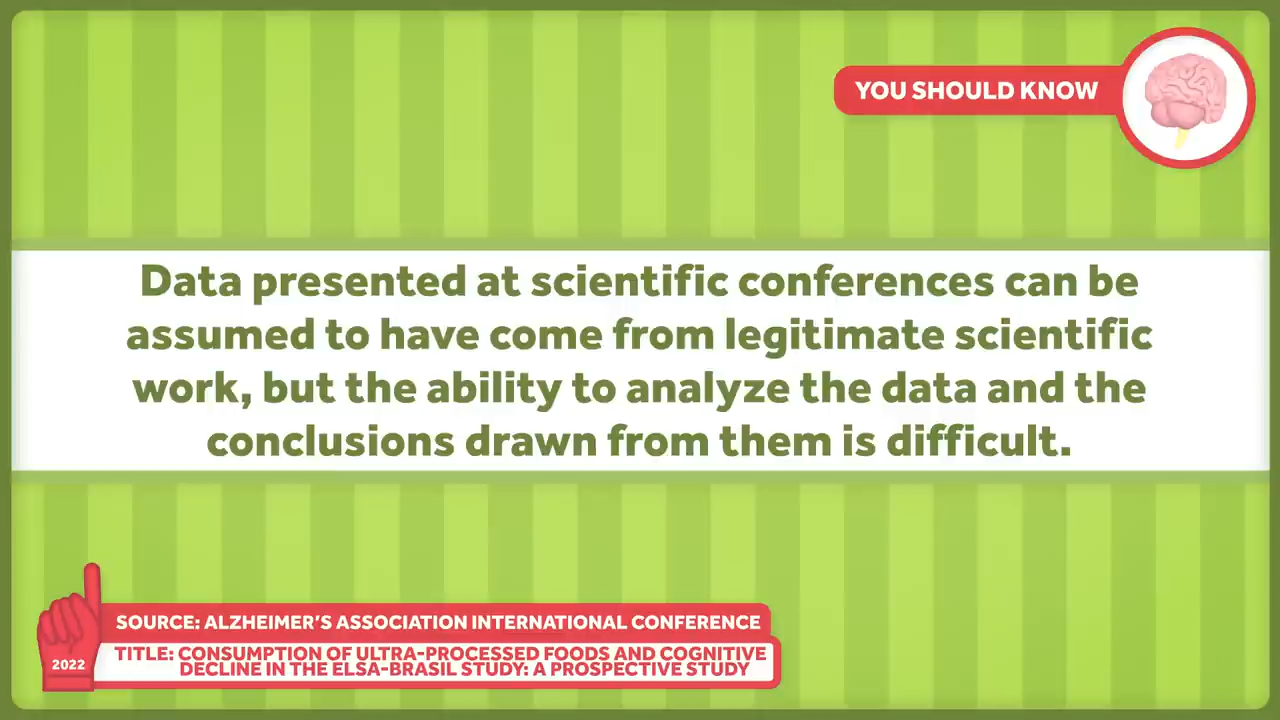 YOU SHOULD KNOW
Data presented at scientific conferences can be
assumed to have come from legitimate scientific
work, but the ability to analyze the data and the
conclusions drawn from them is difficult.
SOURCE: ALZHEIMER'S ASSOCIATION INTERNATIONAL CONFERENCE
TITLE: CONSUMPTION OF ULTRA-PROCESSED FOODS AND COGNITIVE
DECLINE IN THE ELSA-BRASIL STUDY: A PROSPECTIVE STUDY
2022